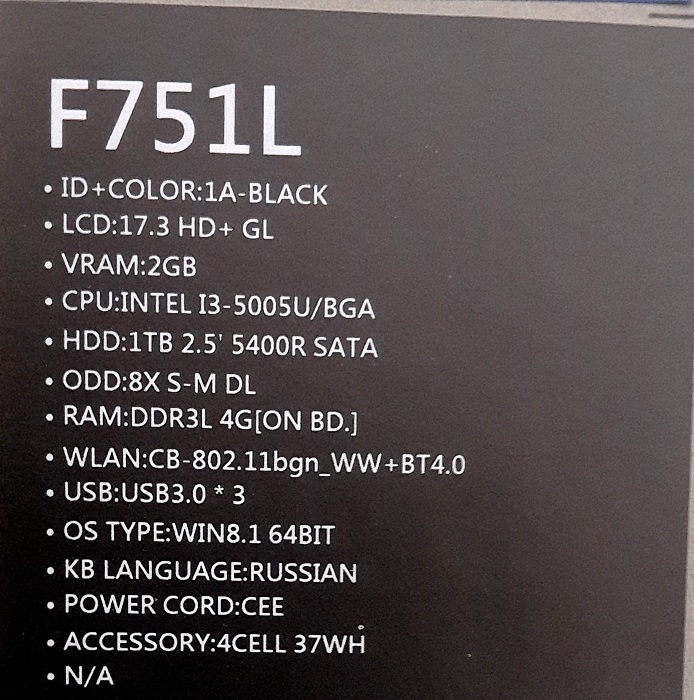 F751L
• ID+COLOR:1A-BLACK
• LCD:17.3 HD+ GL
• VRAM:2GB
• CPU:INTEL I3-5005U/BGA
• HDD:1TB 2.5' 5400R SATA
• ODD:8X S-M DL
• RAM:DDR3L 4G[ON BD.]
• WLAN:CB-802.11bgn_WW+BT4.0
• USB:USB3.0 * 3
• OS TYPE:WIN8.1 64BIT
• KB LANGUAGE:RUSSIAN
• POWER CORD:CEE
• ACCESSORY:4CELL 37WH
• N/A